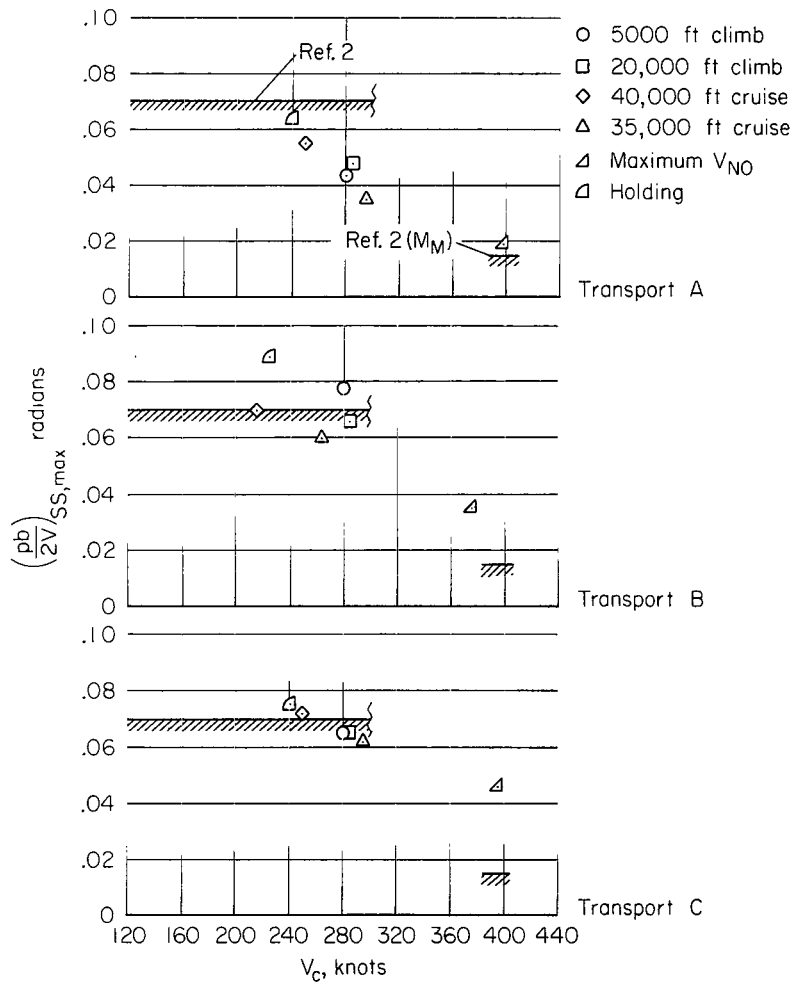 .10
.08
.06
.04
.02
0
Ref. 2
Ref. 2 (M_M)
5000 ft climb
20,000 ft climb
40,000 ft cruise
35,000 ft cruise
Maximum V_NO
Holding
Transport A
.10
.08
.06
.04
.02
0
Transport B
(pb/2V)_SS,max radians
.10
.08
.06
.04
.02
0
Transport C
120 160 200 240 280 320 360 400 440
V_c, knots